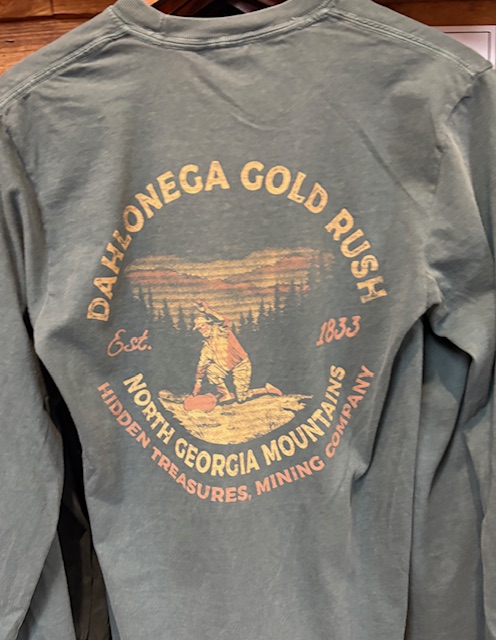 DAHLONEGA GOLD RUSH
Est. 1833
NORTH GEORGIA MOUNTAINS
HIDDEN TREASURES, MINING COMPANY